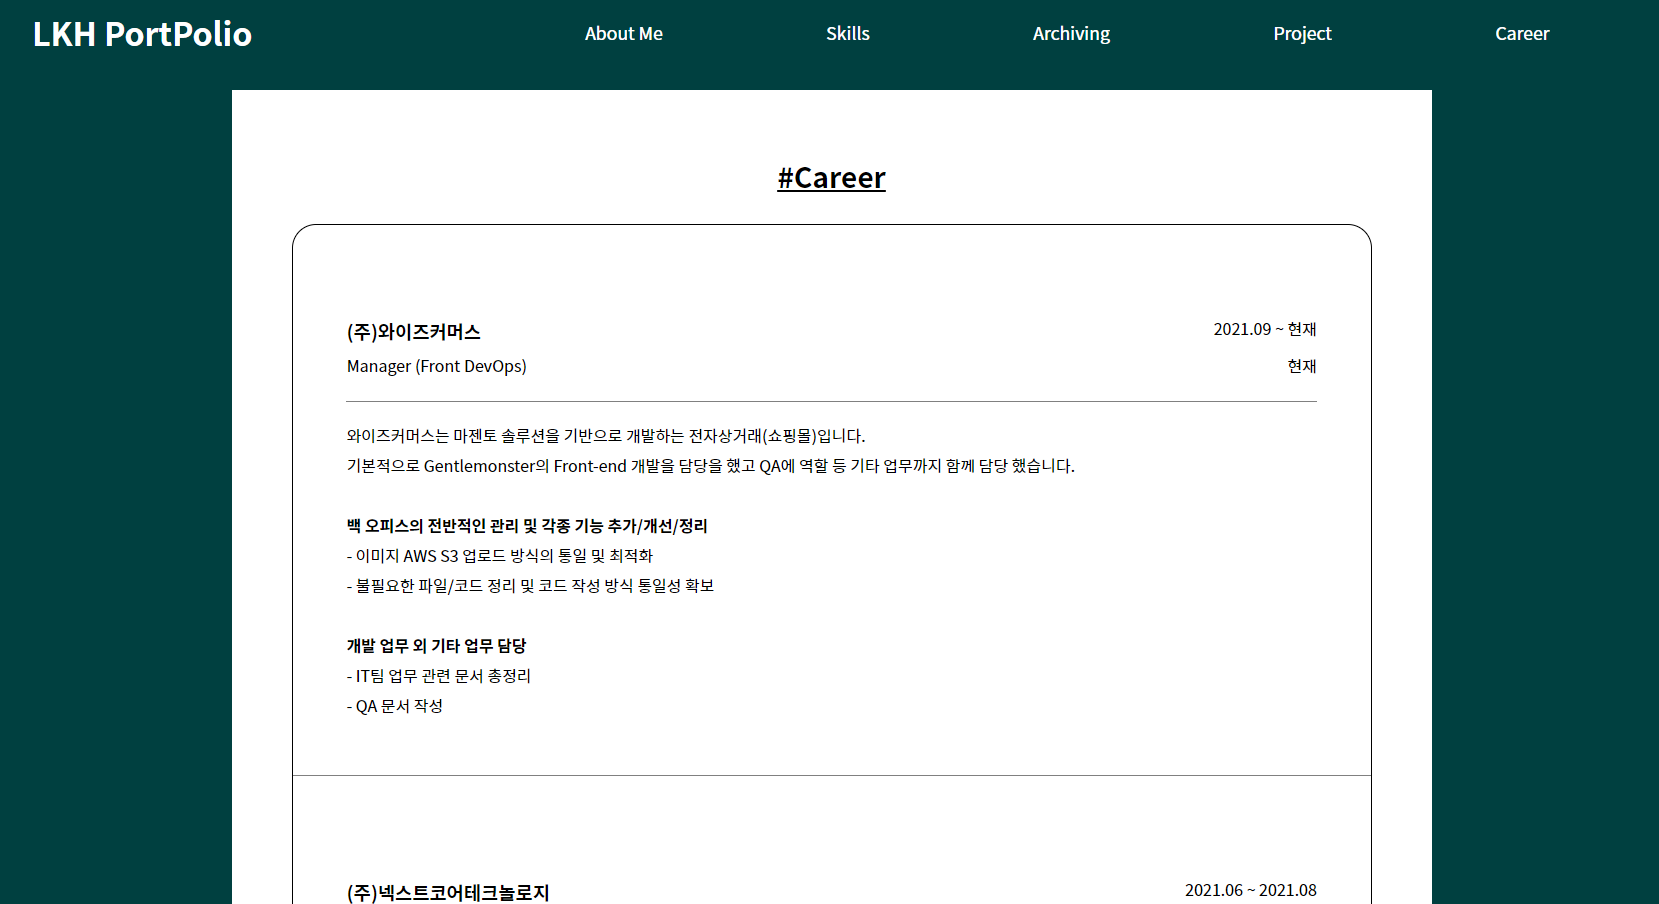 LKH PortPolio
About Me
Skills
Archiving
Project
Career
#Career
(주)와이즈커머스
2021.09 ~ 현재
Manager (Front DevOps)
현재
와이즈커머스는 마젠토 솔루션을 기반으로 개발하는 전자상거래(쇼핑몰)입니다.
기본적으로 Gentlemonster의 Front-end 개발을 담당을 했고 QA에 역할 등 기타 업무까지 함께 담당 했습니다.
백 오피스의 전반적인 관리 및 각종 기능 추가/개선/정리
- 이미지 AWS S3 업로드 방식의 통일 및 최적화
- 불필요한 파일/코드 정리 및 코드 작성 방식 통일성 확보
개발 업무 외 기타 업무 담당
- IT팀 업무 관련 문서 총정리
- QA 문서 작성
(주)넥스트코어테크놀로지
2021.06 ~ 2021.08